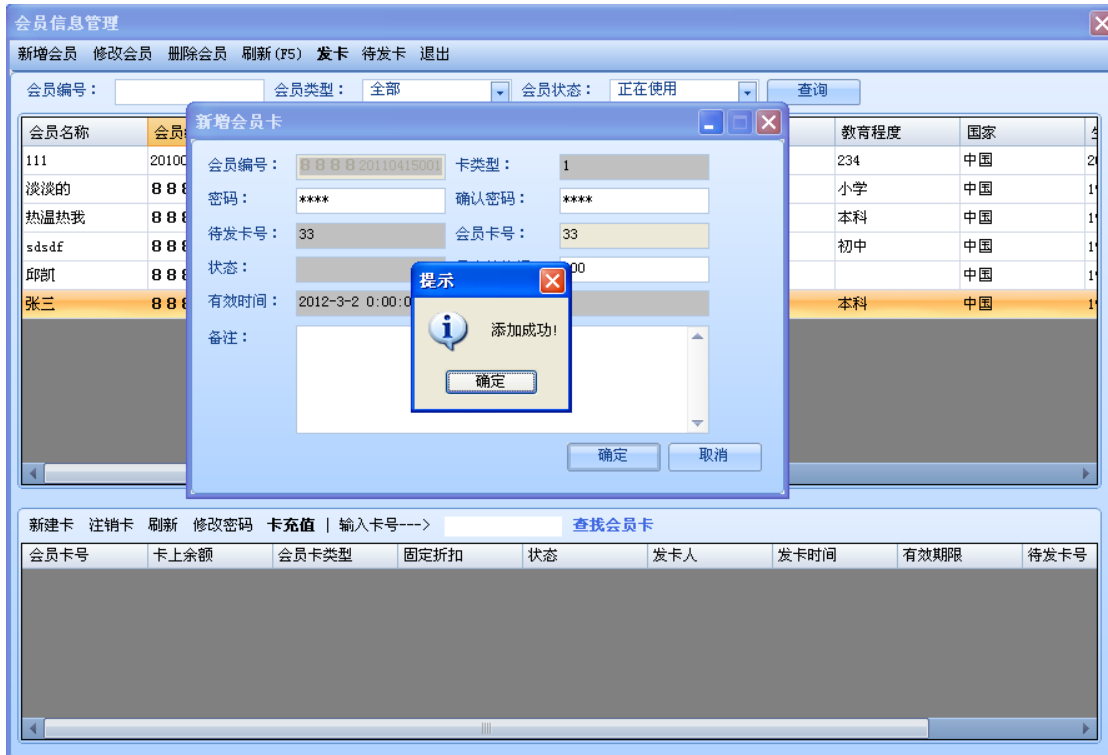 会员信息管理
新增会员 修改会员 删除会员 刷新(F5) 发卡 待发卡 退出
会员编号： 会员类型： 全部 会员状态： 正在使用 查询
会员名称 教育程度 国家
新增会员卡
111 234 中国
会员编号： ８８８８20110415001 卡类型： 1
淡淡的 小学 中国
密码： **** 确认密码： ****
热温热我 本科 中国
待发卡号： 33 会员卡号： 33
sdsdf 初中 中国
状态：
邱凯 中国
提示
有效时间： 2012-3-2 0:00:0
张三 本科 中国
添加成功!
备注：
确定
确定 取消
新建卡 注销卡 刷新 修改密码 卡充值 | 输入卡号---> 查找会员卡
会员卡号 卡上余额 会员卡类型 固定折扣 状态 发卡人 发卡时间 有效期限 待发卡号